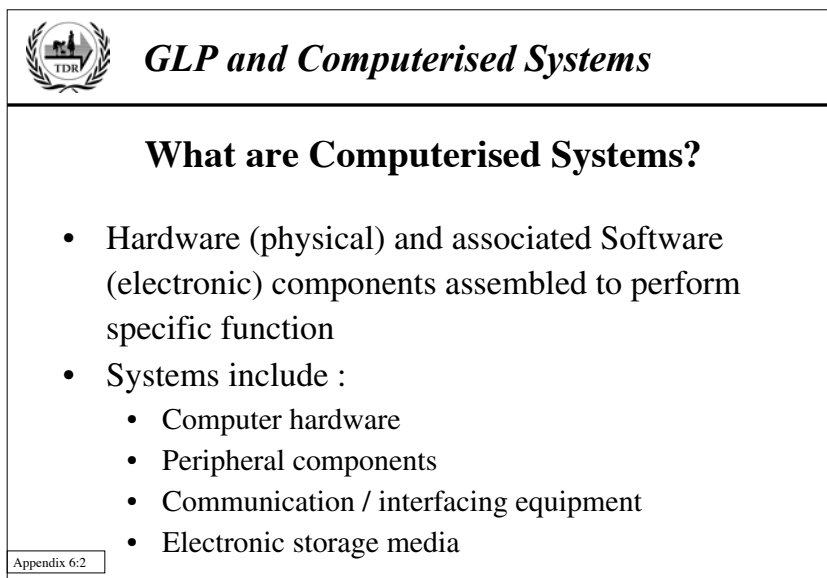 TDR
GLP and Computerised Systems
What are Computerised Systems?
• Hardware (physical) and associated Software
(electronic) components assembled to perform
specific function
• Systems include :
• Computer hardware
• Peripheral components
• Communication / interfacing equipment
• Electronic storage media
Appendix 6:2